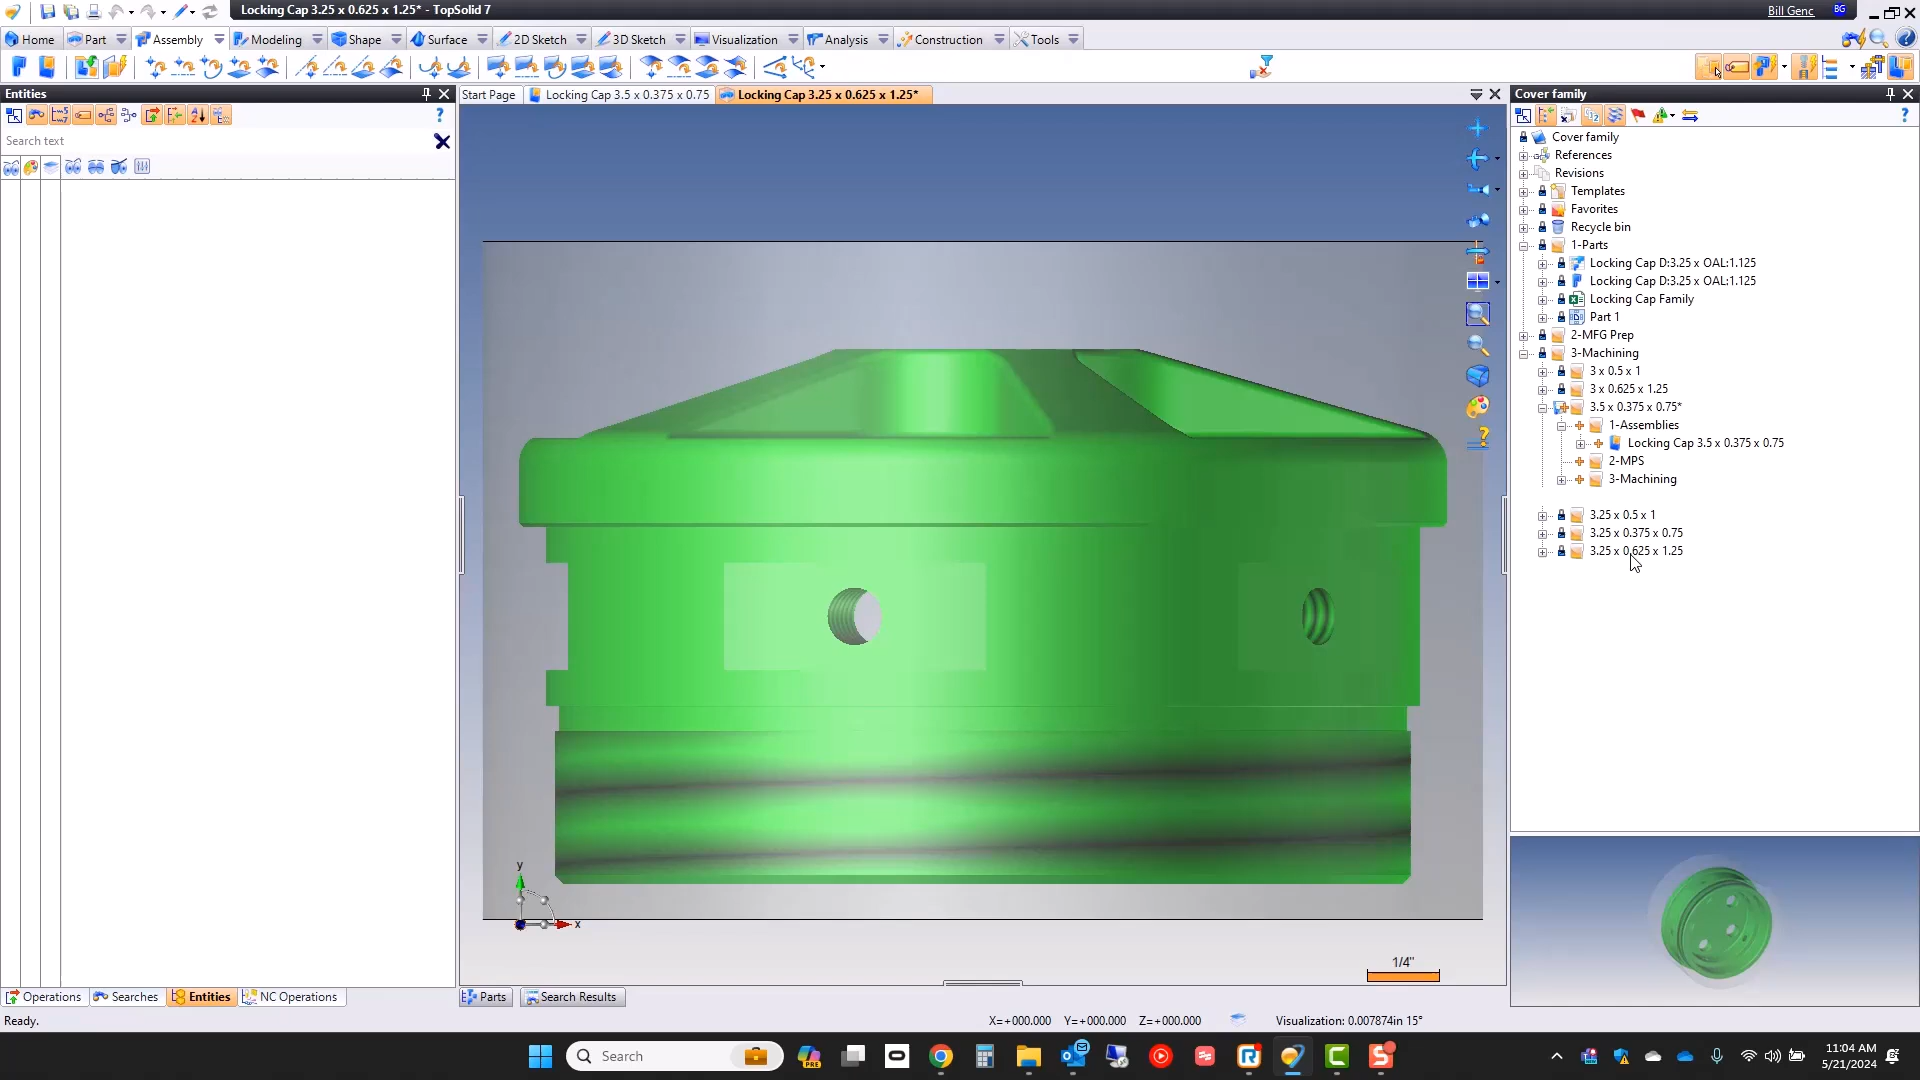 Locking Cap 3.25 x 0.625 x 1.25* - TopSolid 7
Bill Genc
BG
Home
Part
Assembly
Modeling
Shape
Surface
2D Sketch
3D Sketch
Visualization
Analysis
Construction
Tools
Entities
Start Page
Locking Cap 3.5 x 0.375 x 0.75
Locking Cap 3.25 x 0.625 x 1.25*
Cover family
Search text
Cover family
References
Revisions
Templates
Favorites
Recycle bin
1-Parts
Locking Cap D:3.25 x OAL:1.125
Locking Cap D:3.25 x OAL:1.125
Locking Cap Family
Part 1
2-MFG Prep
3-Machining
3 x 0.5 x 1
3 x 0.625 x 1.25
3.5 x 0.375 x 0.75*
1-Assemblies
Locking Cap 3.5 x 0.375 x 0.75
2-MPS
3-Machining
3.25 x 0.5 x 1
3.25 x 0.375 x 0.75
3.25 x 0.625 x 1.25
y
x
1/4"
Operations
Searches
Entities
NC Operations
Parts
Search Results
Ready.
X=+000.000 Y=+000.000 Z=+000.000
Visualization: 0.007874in 15°
Search
PRE
11:04 AM
5/21/2024